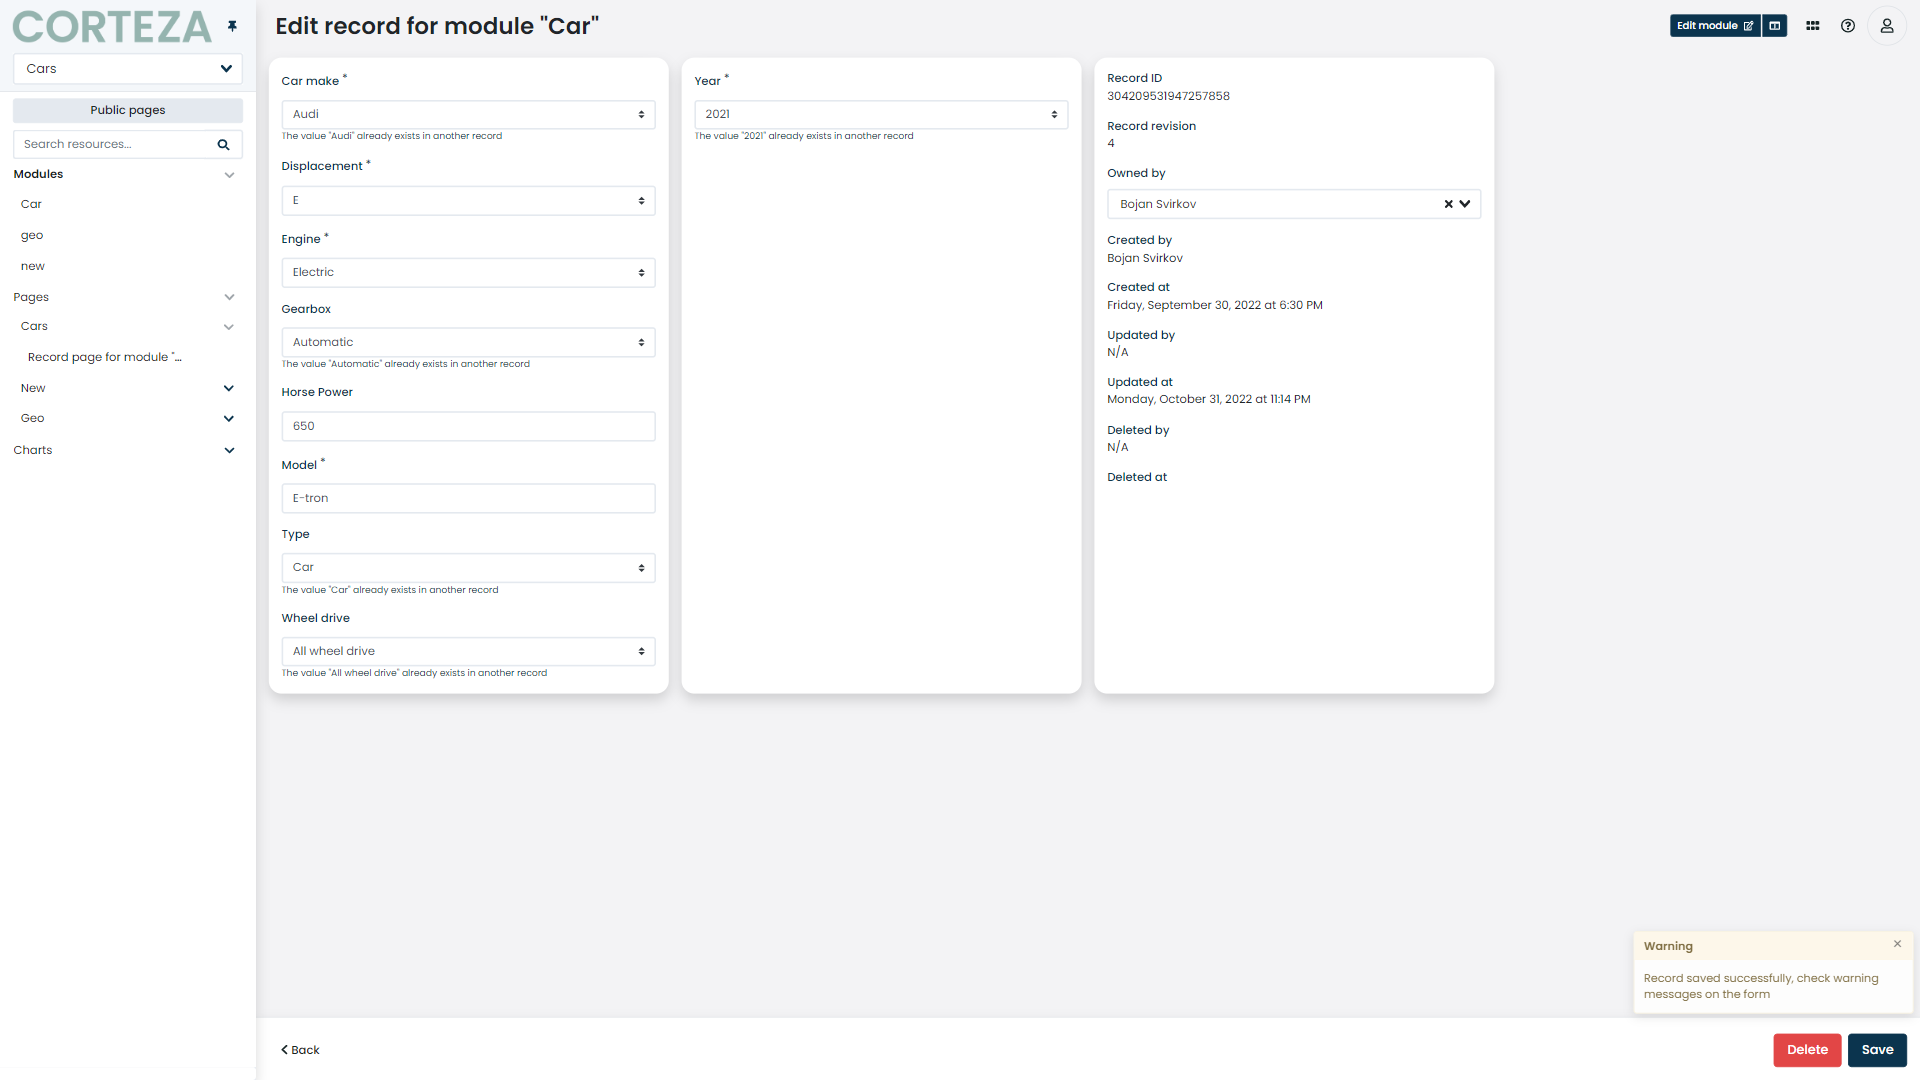 CORTEZA
Cars
Public pages
Search resources...
Modules
Car
geo
new
Pages
Cars
Record page for module "...
New
Geo
Charts
Edit record for module "Car"
Edit module
Car make *
Audi
The value "Audi" already exists in another record
Displacement *
E
Engine *
Electric
Gearbox
Automatic
The value "Automatic" already exists in another record
Horse Power
650
Model *
E-tron
Type
Car
The value "Car" already exists in another record
Wheel drive
All wheel drive
The value "All wheel drive" already exists in another record
Year *
2021
The value "2021" already exists in another record
Record ID
304209531947257858
Record revision
4
Owned by
Bojan Svirkov
Created by
Bojan Svirkov
Created at
Friday, September 30, 2022 at 6:30 PM
Updated by
N/A
Updated at
Monday, October 31, 2022 at 11:14 PM
Deleted by
N/A
Deleted at
Warning
Record saved successfully, check warning
messages on the form
Back
Delete
Save